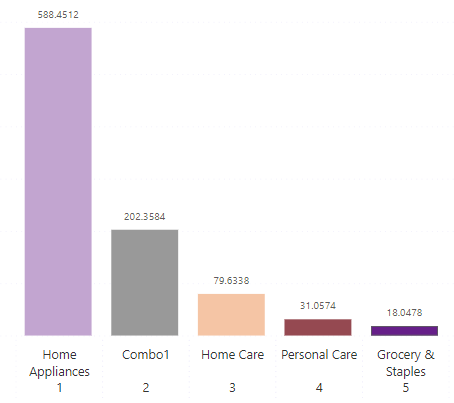 588.4512
202.3584
79.6338
31.0574
18.0478
Home
Appliances
1
Combo1
2
Home Care
3
Personal Care
4
Grocery &
Staples
5